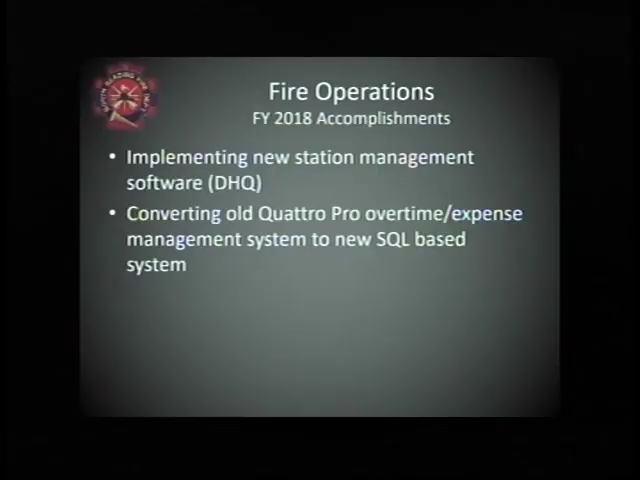 Fire Operations
FY 2018 Accomplishments
• Implementing new station management
software (DHQ)
• Converting old Quattro Pro overtime/expense
management system to new SQL based
system